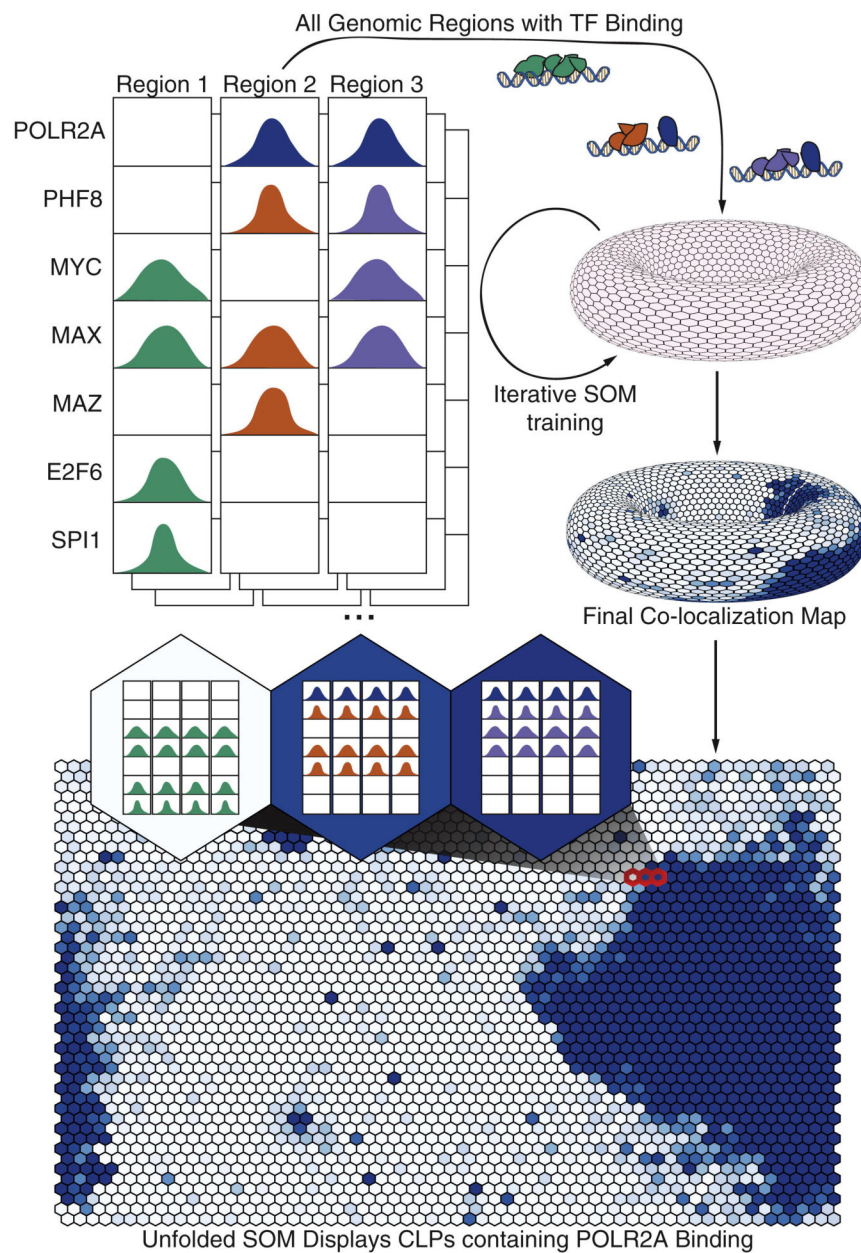 All Genomic Regions with TF Binding
Region 1 Region 2 Region 3
POLR2A
PHF8
MYC
MAX
MAZ
E2F6
SPI1
...
Iterative SOM
training
Final Co-localization Map
Unfolded SOM Displays CLPs containing POLR2A Binding